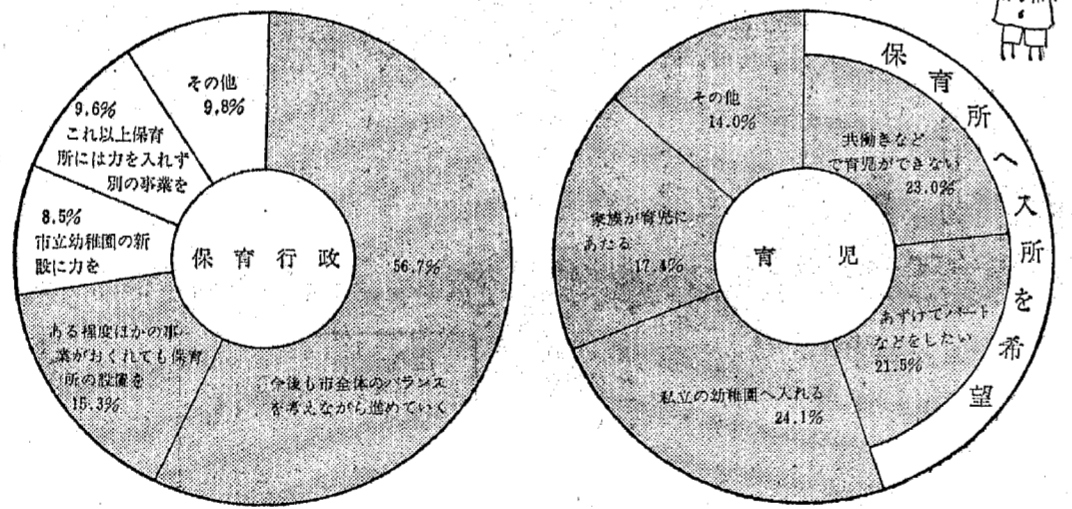 保育行政
56.7%
今後も市全体のバランス
を考えながら進めていく
ある程度ほかの事
業がおくれても保育
所の設置を
15.3%
8.5%
市立幼稚園の新
設に力を
9.6%
これ以上保育
所には力を入れず
別の事業を
その他
9.8%
育児
保育所へ入所を希望
共働きなど
で育児ができない
23.0%
あずけてパート
などをしたい
21.5%
私立の幼稚園へ入れる
24.1%
家族が育児に
あたる
17.4%
その他
14.0%